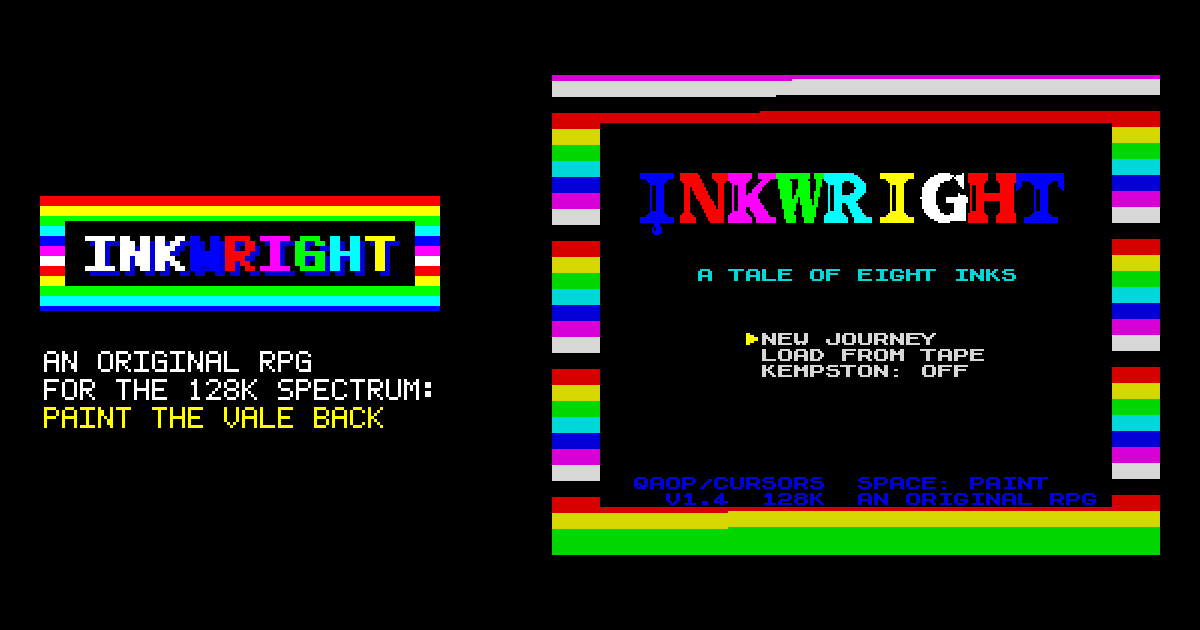 INKWRIGHT
AN ORIGINAL RPG
FOR THE 128K SPECTRUM:
PAINT THE VALE BACK
INKWRIGHT
A TALE OF EIGHT INKS
NEW JOURNEY
LOAD FROM TAPE
KEMPSTON: OFF
QAOP/CURSORS SPACE: PAINT
V1.4 128K AN ORIGINAL RPG